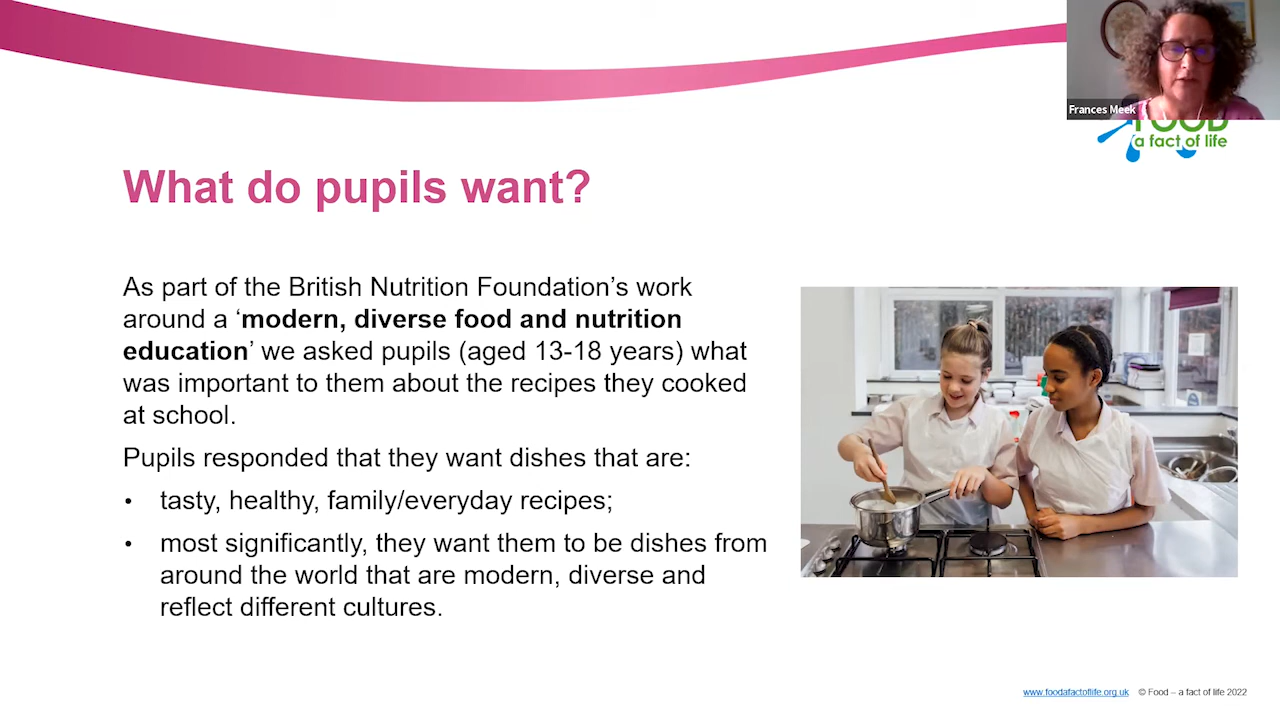 Frances Meek
FOOD
a fact of life
What do pupils want?
As part of the British Nutrition Foundation’s work
around a ‘modern, diverse food and nutrition
education’ we asked pupils (aged 13-18 years) what
was important to them about the recipes they cooked
at school.
Pupils responded that they want dishes that are:
• tasty, healthy, family/everyday recipes;
• most significantly, they want them to be dishes from
around the world that are modern, diverse and
reflect different cultures.
www.foodafactoflife.org.uk © Food – a fact of life 2022